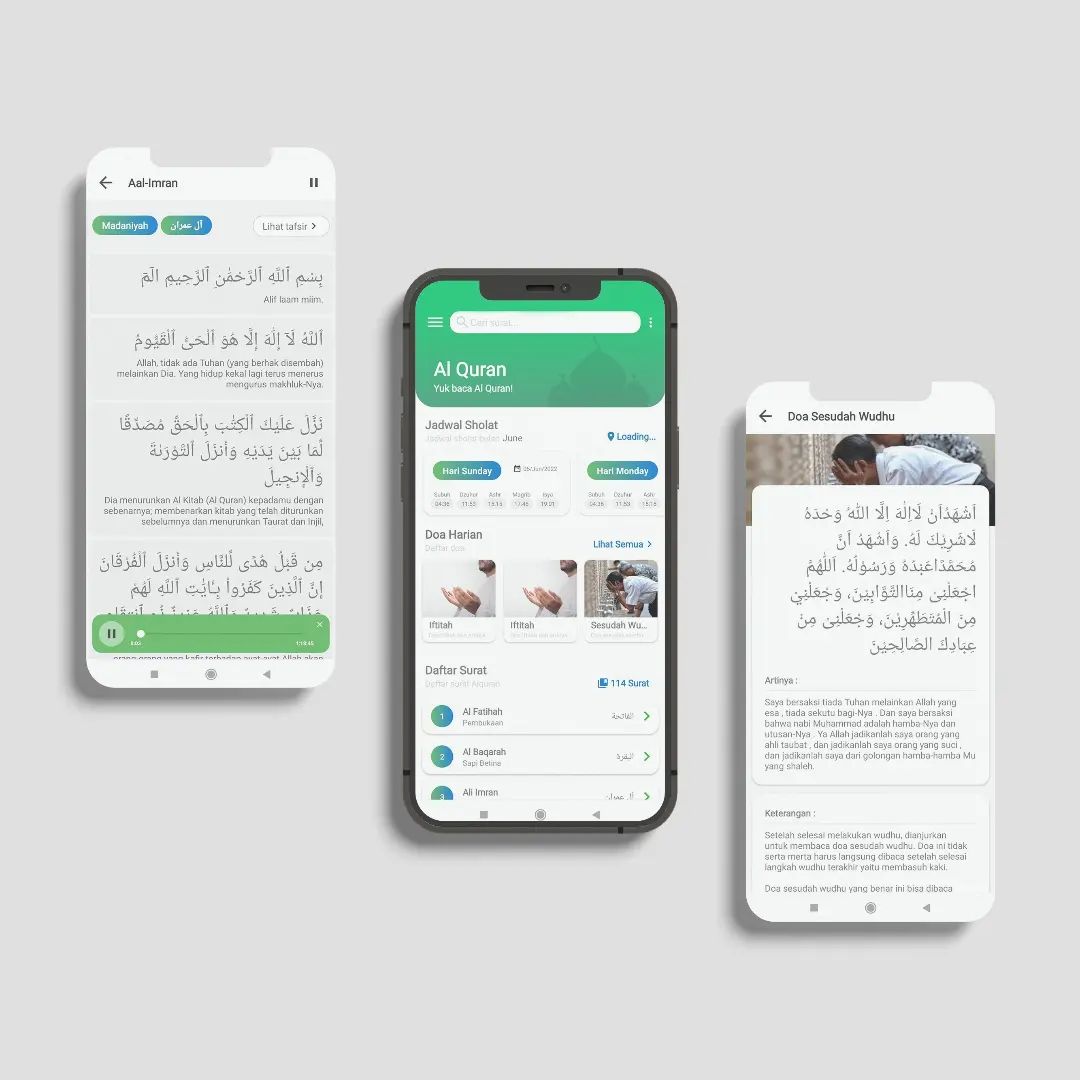 Aal-Imran
Madaniyah
آل عمران
Lihat tafsir
بِسْمِ ٱللَّهِ ٱلرَّحْمَٰنِ ٱلرَّحِيمِ الٓمٓ
Alif laam miim.
ٱللَّهُ لَآ إِلَٰهَ إِلَّا هُوَ ٱلْحَىُّ ٱلْقَيُّومُ
Allah, tidak ada Tuhan (yang berhak disembah)
melainkan Dia. Yang hidup kekal lagi terus menerus
mengurus makhluk-Nya.
نَزَّلَ عَلَيْكَ ٱلْكِتَٰبَ بِٱلْحَقِّ مُصَدِّقًا
لِّمَا بَيْنَ يَدَيْهِ وَأَنزَلَ ٱلتَّوْرَىٰةَ
وَٱلْإِنجِيلَ
Dia menurunkan Al Kitab (Al Quran) kepadamu dengan
sebenarnya; membenarkan kitab yang telah diturunkan
sebelumnya dan menurunkan Taurat dan Injil,
مِن قَبْلُ هُدًى لِّلنَّاسِ وَأَنزَلَ ٱلْفُرْقَانَ
إِنَّ ٱلَّذِينَ كَفَرُوا۟ بِـَٔايَٰتِ ٱللَّهِ لَهُمْ
0:03
1:18:45
orang-orang yang kafir terhadap ayat-ayat Allah akan
Cari surat...
Al Quran
Yuk baca Al Quran!
Jadwal Sholat
Jadwal sholat bulan June
Loading...
Hari Sunday
05/Jun/2022
Subuh Dzuhur Ashr Magrib Isya
04:36 11:53 15:15 17:48 19:01
Hari Monday
Subuh Dzuhur Ashr
04:36 11:53 15:15
Doa Harian
Daftar doa
Lihat Semua
Iftitah
Iftitah
Sesudah Wu...
Daftar Surat
Daftar surat Alquran
114 Surat
1
Al Fatihah
Pembukaan
الفاتحة
2
Al Baqarah
Sapi Betina
البقرة
3
Ali Imran
آل عمران
Doa Sesudah Wudhu
اَشْهَدُاَنْ لَااِلَهَ اِلَّا اللهُ وَحْدَهُ
لَاشَرِيْكَ لَهُ. وَاَشْهَدُ اَنَّ
مُحَمَّدًاعَبْدُهُ وَرَسُوْلُهُ. اَللّٰهُمَّ
اجْعَلْنِىْ مِنَاالتَّوَّابِيْنَ، وَجْعَلْنِيْ
مِنَ الْمُتَطَهِّرِيْنَ، وَجْعَلْنِىْ مِنْ
عِبَادِكَ الصَّالِحِيْنَ
Artinya :
Saya bersaksi tiada Tuhan melainkan Allah yang
esa , tiada sekutu bagi-Nya . Dan saya bersaksi
bahwa nabi Muhammad adalah hamba-Nya dan
utusan-Nya . Ya Allah jadikanlah saya orang yang
ahli taubat , dan jadikanlah saya orang yang suci ,
dan jadikanlah saya dari golongan hamba-hamba Mu
yang shaleh.
Keterangan :
Setelah selesai melakukan wudhu, dianjurkan
untuk membaca doa sesudah wudhu. Doa ini tidak
serta merta harus langsung dibaca setelah selesai
langkah wudhu terakhir yaitu membasuh kaki.
Doa sesudah wudhu yang benar ini bisa dibaca